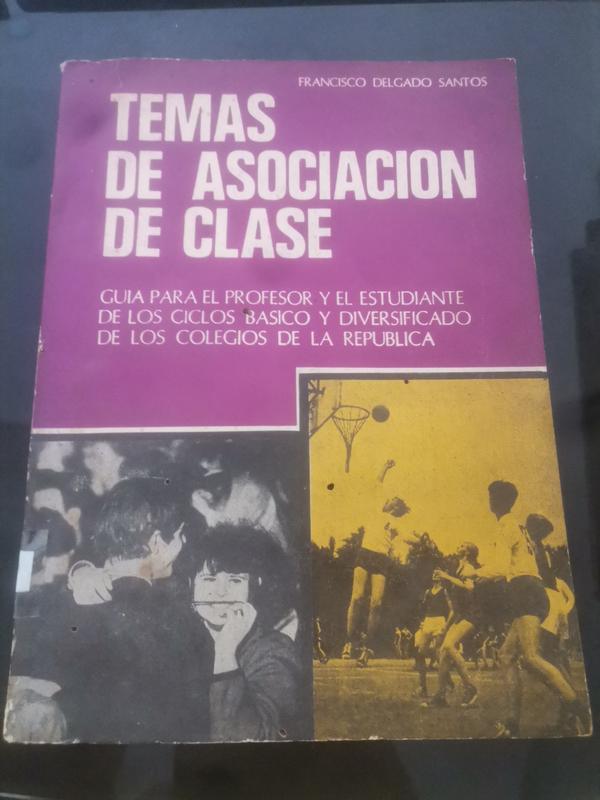 FRANCISCO DELGADO SANTOS
TEMAS
DE ASOCIACION
DE CLASE
GUIA PARA EL PROFESOR Y EL ESTUDIANTE
DE LOS CICLOS BASICO Y DIVERSIFICADO
DE LOS COLEGIOS DE LA REPUBLICA